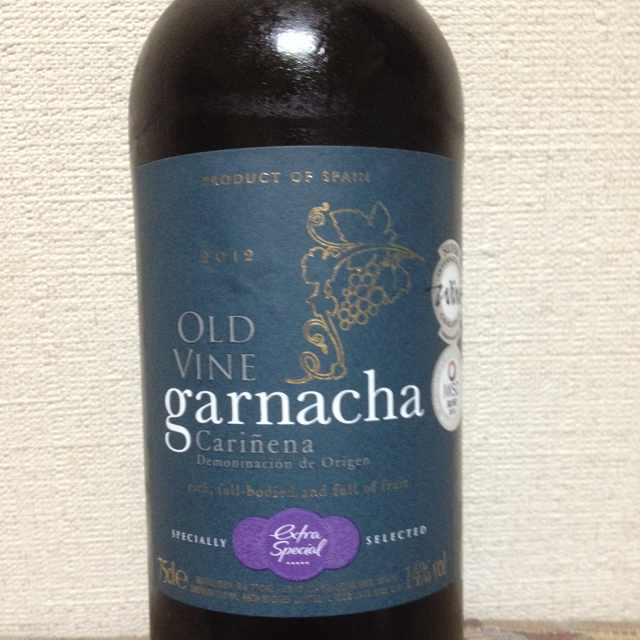 PRODUCT OF SPAIN
2012
OLD
VINE
garnacha
Cariñena
Denominación de Origen
rich, full-bodied and full of fruit
SPECIALLY
extra
Special
SELECTED
75cl e
14% vol